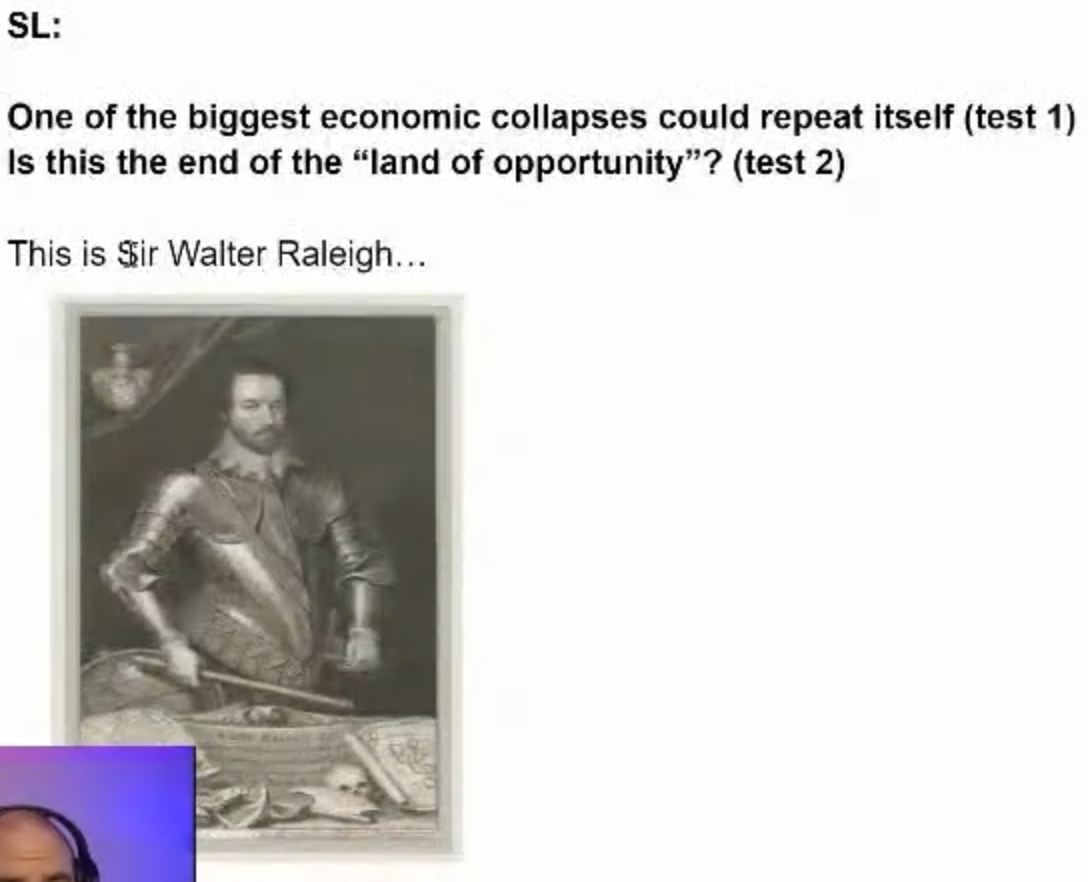 SL:
One of the biggest economic collapses could repeat itself (test 1)
Is this the end of the “land of opportunity”? (test 2)
This is Sir Walter Raleigh…